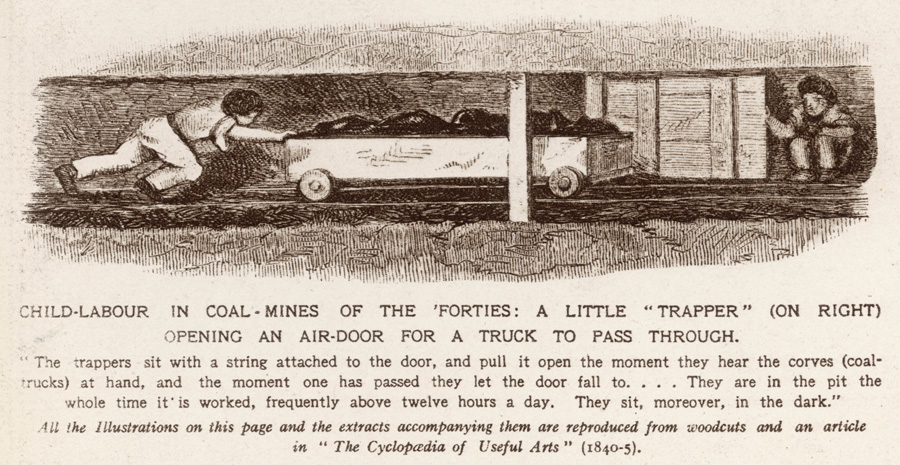 CHILD-LABOUR IN COAL-MINES OF THE 'FORTIES: A LITTLE "TRAPPER" (ON RIGHT)
OPENING AN AIR-DOOR FOR A TRUCK TO PASS THROUGH.
"The trappers sit with a string attached to the door, and pull it open the moment they hear the corves (coal-
trucks) at hand, and the moment one has passed they let the door fall to. . . . They are in the pit the
whole time it is worked, frequently above twelve hours a day. They sit, moreover, in the dark."
All the Illustrations on this page and the extracts accompanying them are reproduced from woodcuts and an article
in "The Cyclopædia of Useful Arts" (1840-5).